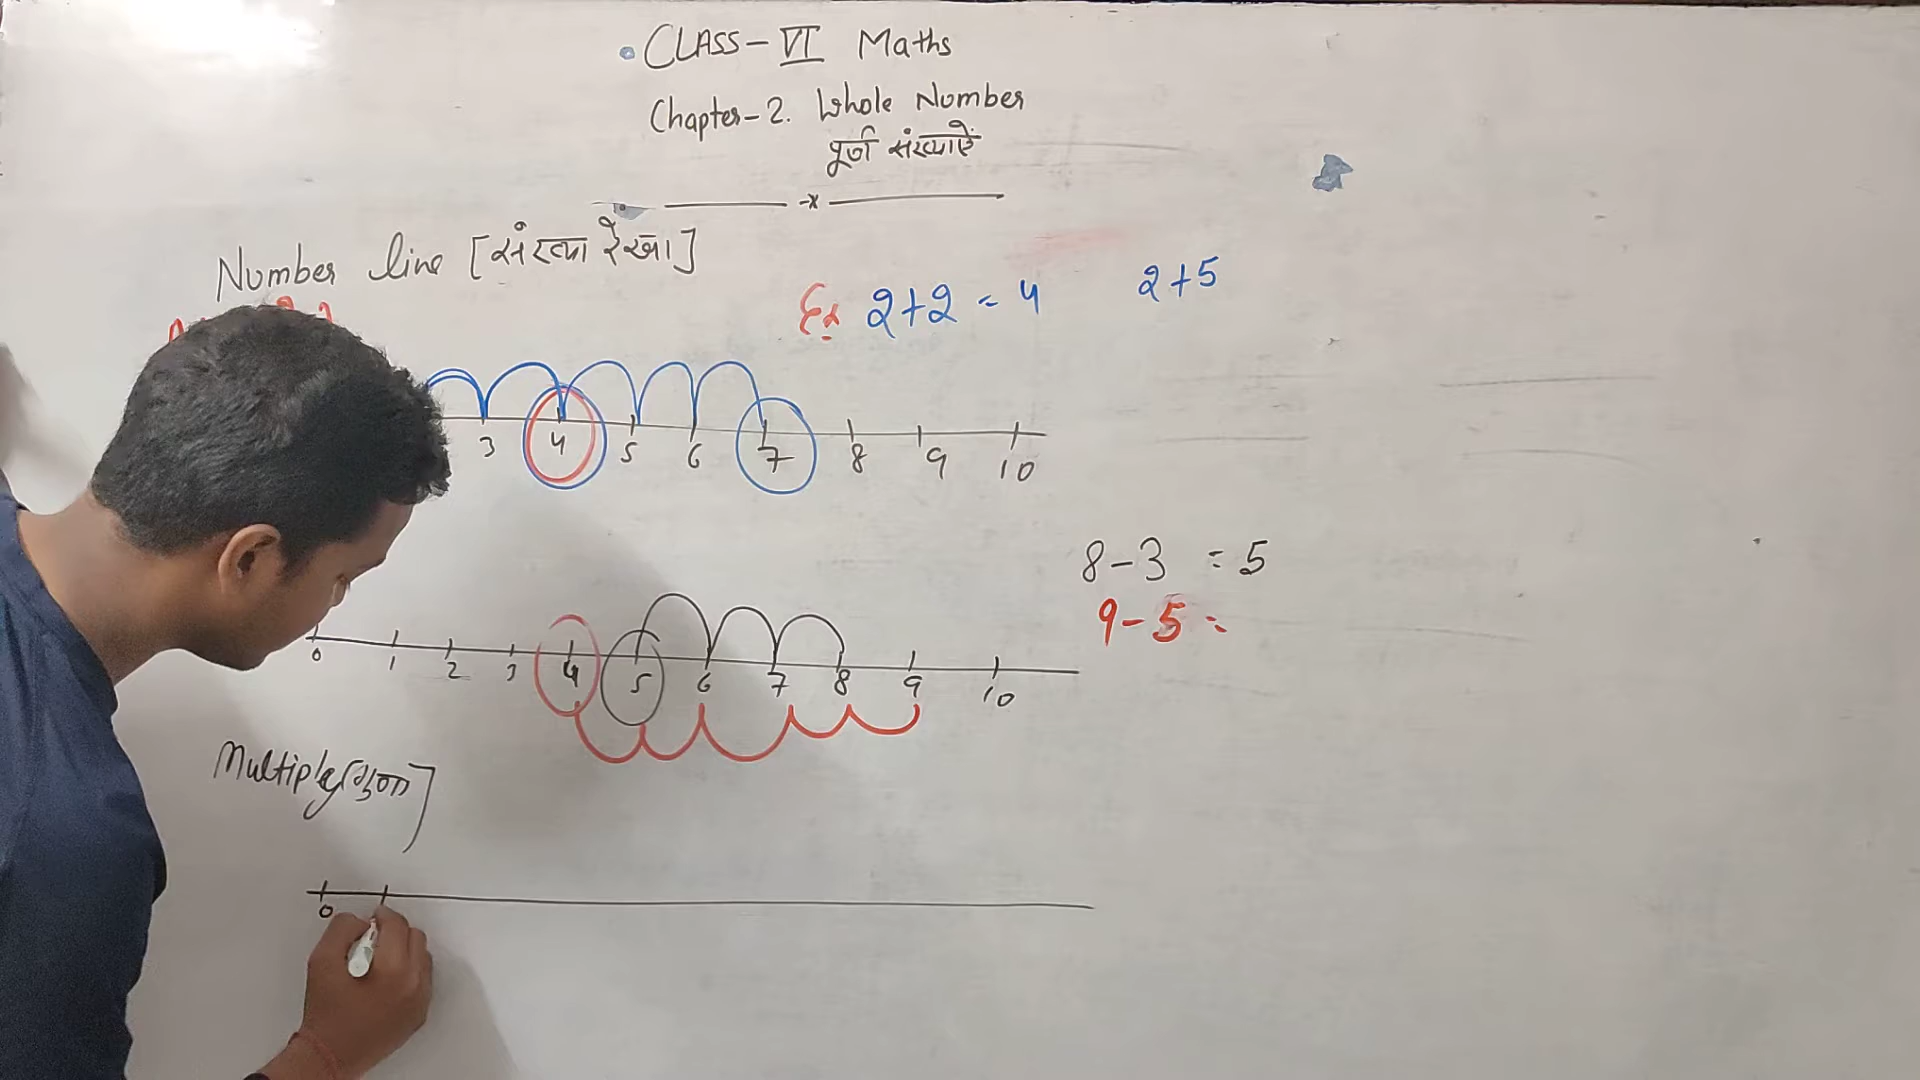 CLASS-VI Maths
Chapter-2. Whole Number
पूर्ण संख्याऐं
Number line [संख्या रेखा]
Ex 2+2 = 4 2+5
3 4 5 6 7 8 9 10
8-3 = 5
9-5 =
0 1 2 3 4 5 6 7 8 9 10
Multiply[गुणा]
0